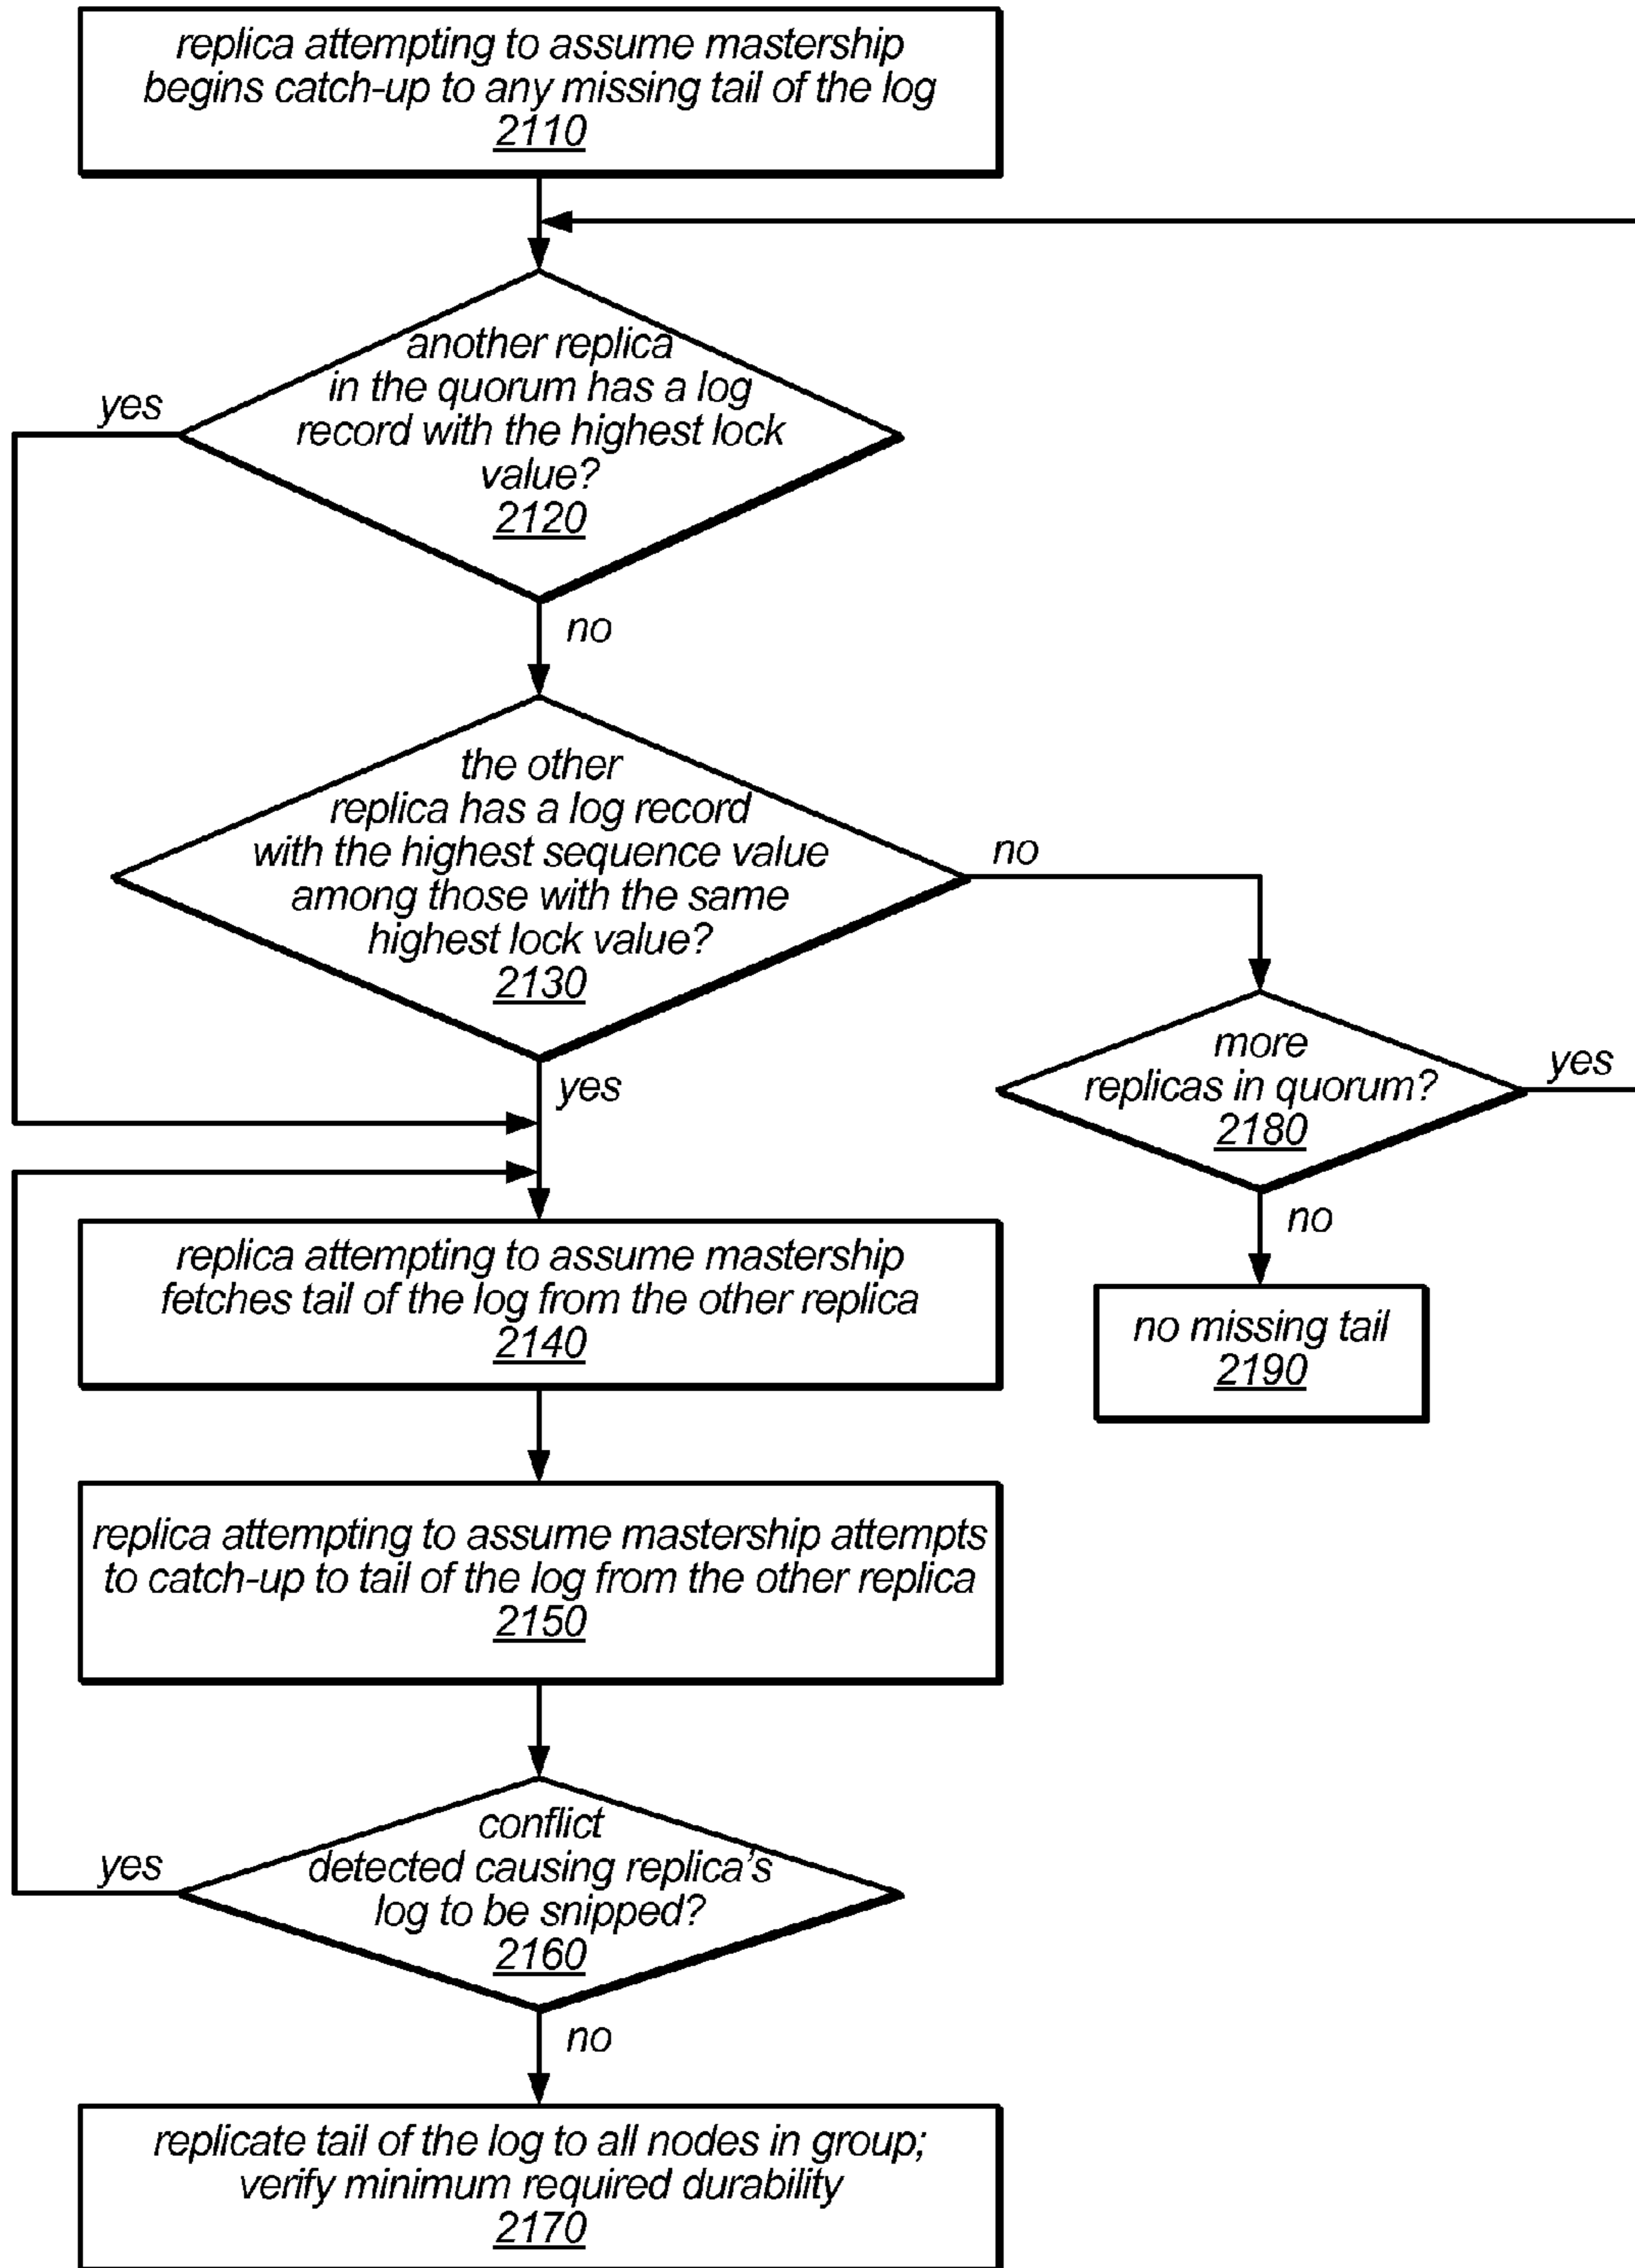 replica attempting to assume mastership
begins catch-up to any missing tail of the log
2110
another replica
in the quorum has a log
record with the highest lock
value?
2120
yes
no
the other
replica has a log record
with the highest sequence value
among those with the same
highest lock value?
2130
no
yes
more
replicas in quorum?
2180
yes
no
no missing tail
2190
replica attempting to assume mastership
fetches tail of the log from the other replica
2140
replica attempting to assume mastership attempts
to catch-up to tail of the log from the other replica
2150
conflict
detected causing replica's
log to be snipped?
2160
yes
no
replicate tail of the log to all nodes in group;
verify minimum required durability
2170